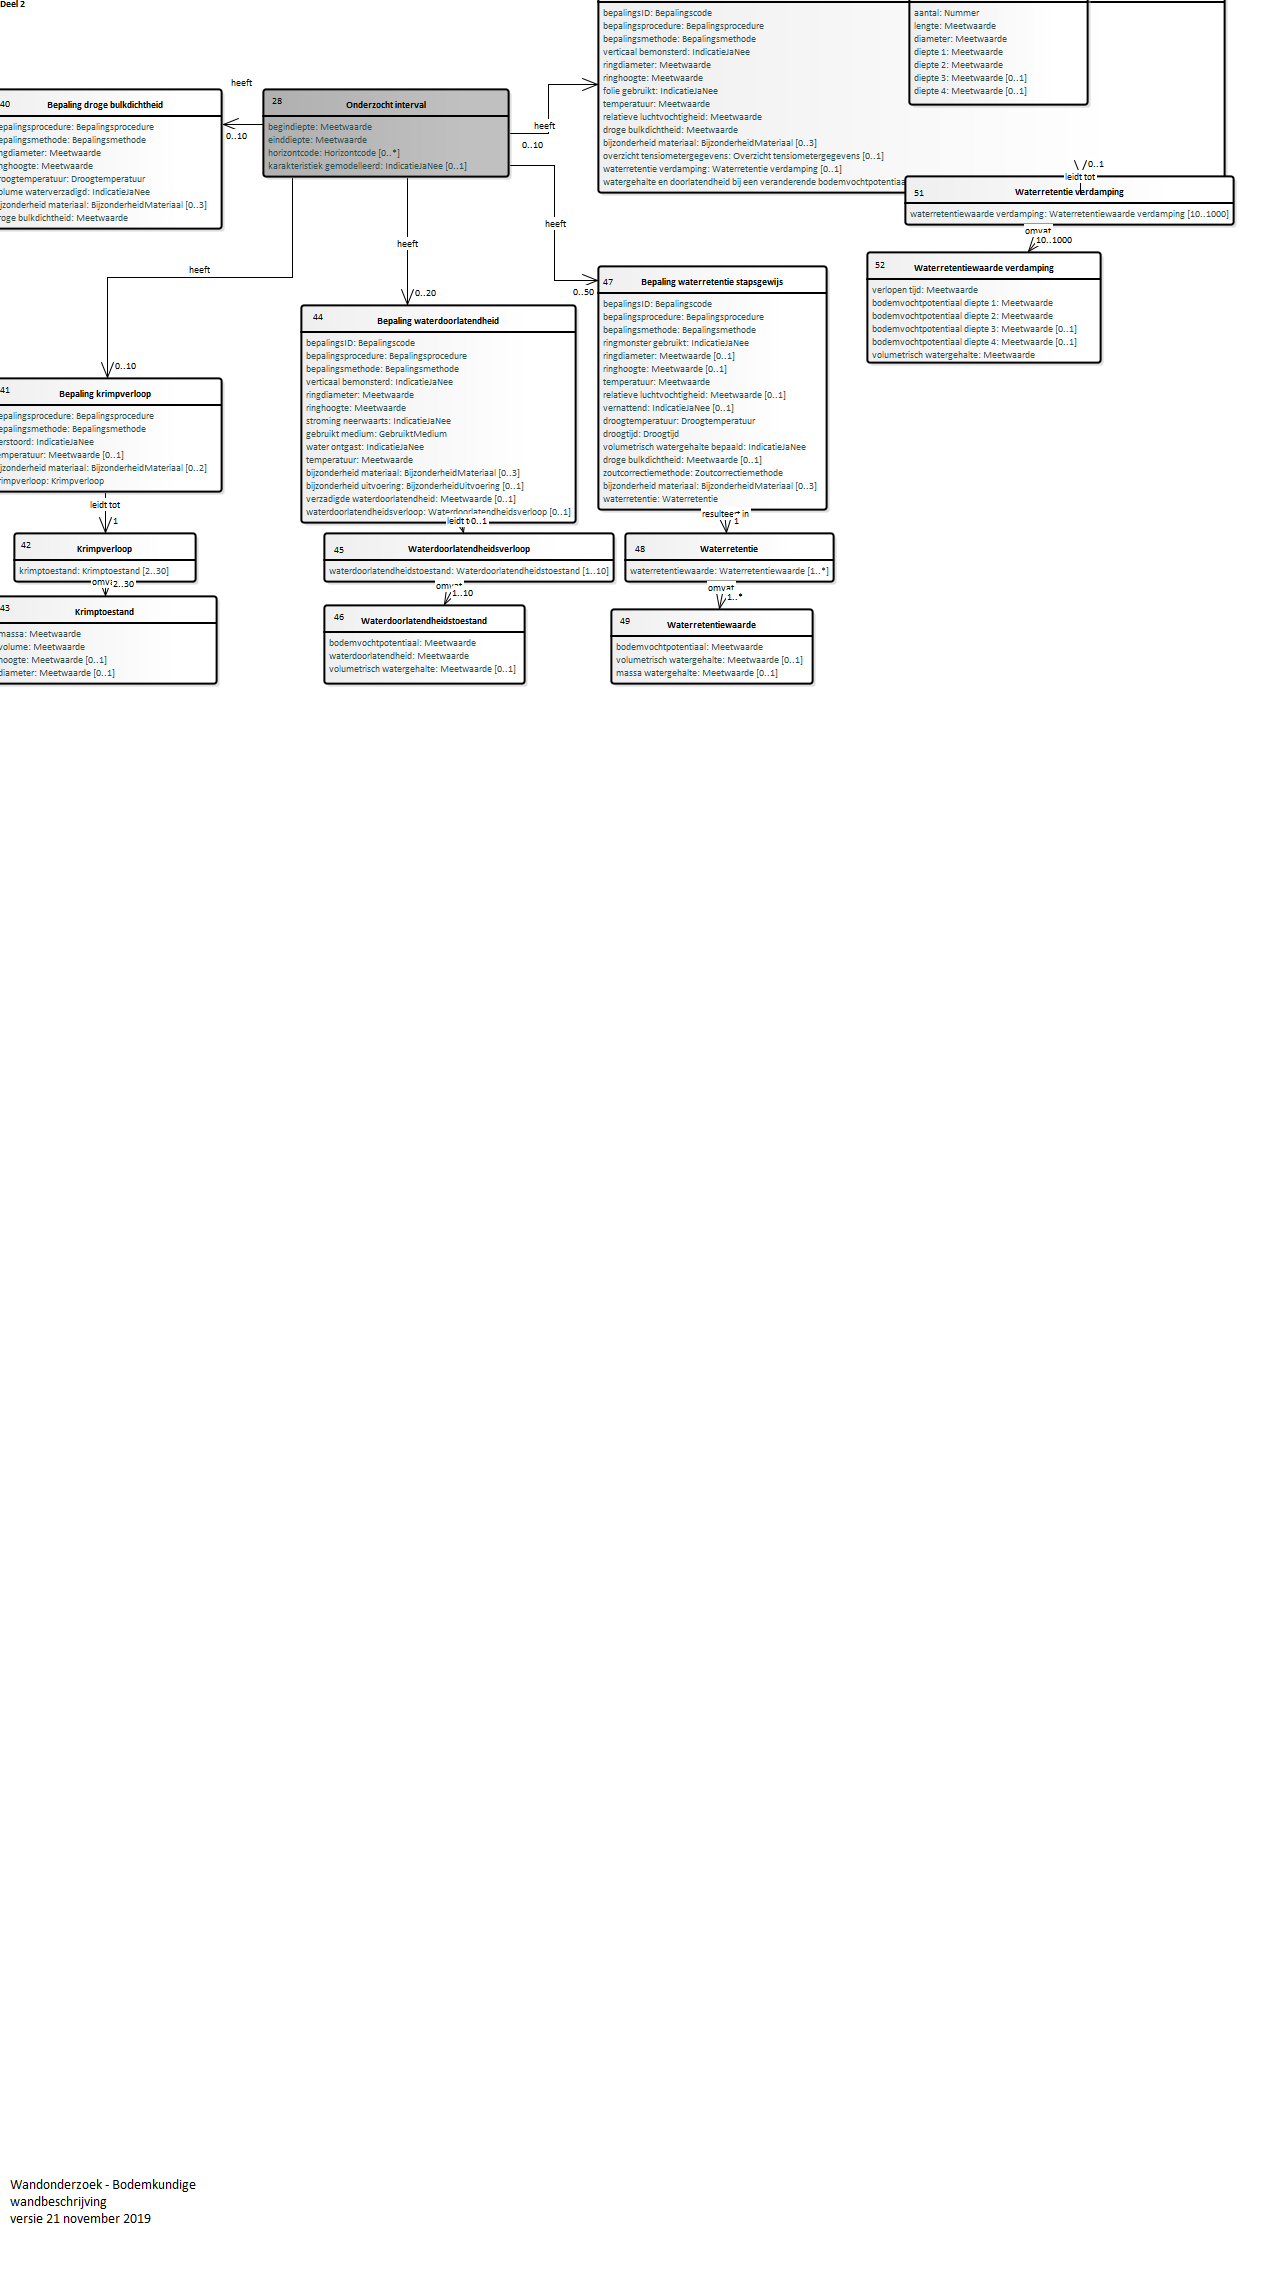 Deel 2
bepalingsID: Bepalingscode
bepalingsprocedure: Bepalingsprocedure
bepalingsmethode: Bepalingsmethode
verticaal bemonsterd: IndicatieJaNee
ringdiameter: Meetwaarde
ringhoogte: Meetwaarde
folie gebruikt: IndicatieJaNee
temperatuur: Meetwaarde
relatieve luchtvochtigheid: Meetwaarde
droge bulkdichtheid: Meetwaarde
bijzonderheid materiaal: BijzonderheidMateriaal [0..3]
overzicht tensiometergegevens: Overzicht tensiometergegevens [0..1]
waterretentie verdamping: Waterretentie verdamping [0..1]
watergehalte en doorlatendheid bij een veranderende bodemvochtpotentiaa
aantal: Nummer
lengte: Meetwaarde
diameter: Meetwaarde
diepte 1: Meetwaarde
diepte 2: Meetwaarde
diepte 3: Meetwaarde [0..1]
diepte 4: Meetwaarde [0..1]
heeft
0..10
40 Bepaling droge bulkdichtheid
epalingsprocedure: Bepalingsprocedure
epalingsmethode: Bepalingsmethode
ngdiameter: Meetwaarde
nghoogte: Meetwaarde
roogtemperatuur: Droogtemperatuur
olume waterverzadigd: IndicatieJaNee
ijzonderheid materiaal: BijzonderheidMateriaal [0..3]
roge bulkdichtheid: Meetwaarde
28 Onderzocht interval
begindiepte: Meetwaarde
einddiepte: Meetwaarde
horizontcode: Horizontcode [0..*]
karakteristiek gemodelleerd: IndicatieJaNee [0..1]
heeft
0..10
heeft
0..50
heeft
0..20
heeft
0..10
0..1
leidt tot
51 Waterretentie verdamping
waterretentiewaarde verdamping: Waterretentiewaarde verdamping [10..1000]
omvat
10..1000
52 Waterretentiewaarde verdamping
verlopen tijd: Meetwaarde
bodemvochtpotentiaal diepte 1: Meetwaarde
bodemvochtpotentiaal diepte 2: Meetwaarde
bodemvochtpotentiaal diepte 3: Meetwaarde [0..1]
bodemvochtpotentiaal diepte 4: Meetwaarde [0..1]
volumetrisch watergehalte: Meetwaarde
47 Bepaling waterretentie stapsgewijs
bepalingsID: Bepalingscode
bepalingsprocedure: Bepalingsprocedure
bepalingsmethode: Bepalingsmethode
ringmonster gebruikt: IndicatieJaNee
ringdiameter: Meetwaarde [0..1]
ringhoogte: Meetwaarde [0..1]
temperatuur: Meetwaarde
relatieve luchtvochtigheid: Meetwaarde [0..1]
vernattend: IndicatieJaNee [0..1]
droogtemperatuur: Droogtemperatuur
droogtijd: Droogtijd
volumetrisch watergehalte bepaald: IndicatieJaNee
droge bulkdichtheid: Meetwaarde [0..1]
zoutcorrectiemethode: Zoutcorrectiemethode
bijzonderheid materiaal: BijzonderheidMateriaal [0..3]
waterretentie: Waterretentie
44 Bepaling waterdoorlatendheid
bepalingsID: Bepalingscode
bepalingsprocedure: Bepalingsprocedure
bepalingsmethode: Bepalingsmethode
verticaal bemonsterd: IndicatieJaNee
ringdiameter: Meetwaarde
ringhoogte: Meetwaarde
stroming neerwaarts: IndicatieJaNee
gebruikt medium: GebruiktMedium
water ontgast: IndicatieJaNee
temperatuur: Meetwaarde
bijzonderheid materiaal: BijzonderheidMateriaal [0..3]
bijzonderheid uitvoering: BijzonderheidUitvoering [0..1]
verzadigde waterdoorlatendheid: Meetwaarde [0..1]
waterdoorlatendheidsverloop: Waterdoorlatendheidsverloop [0..1]
41 Bepaling krimpverloop
epalingsprocedure: Bepalingsprocedure
epalingsmethode: Bepalingsmethode
erstoord: IndicatieJaNee
emperatuur: Meetwaarde [0..1]
ijzonderheid materiaal: BijzonderheidMateriaal [0..2]
rimpverloop: Krimpverloop
leidt tot
1
leidt t 0..1
resulteert in
1
42 Krimpverloop
krimptoestand: Krimptoestand [2..30]
45 Waterdoorlatendheidsverloop
waterdoorlatendheidstoestand: Waterdoorlatendheidstoestand [1..10]
48 Waterretentie
waterretentiewaarde: Waterretentiewaarde [1..*]
omva 2..30
omvat
1..10
omvat
1..*
43 Krimptoestand
massa: Meetwaarde
volume: Meetwaarde
hoogte: Meetwaarde [0..1]
diameter: Meetwaarde [0..1]
46 Waterdoorlatendheidstoestand
bodemvochtpotentiaal: Meetwaarde
waterdoorlatendheid: Meetwaarde
volumetrisch watergehalte: Meetwaarde [0..1]
49 Waterretentiewaarde
bodemvochtpotentiaal: Meetwaarde
volumetrisch watergehalte: Meetwaarde [0..1]
massa watergehalte: Meetwaarde [0..1]
Wandonderzoek - Bodemkundige
wandbeschrijving
versie 21 november 2019